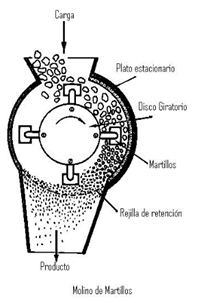 Carga
Plato estacionario
Disco Giratorio
Martillos
Rejilla de retención
Producto
Molino de Martillos